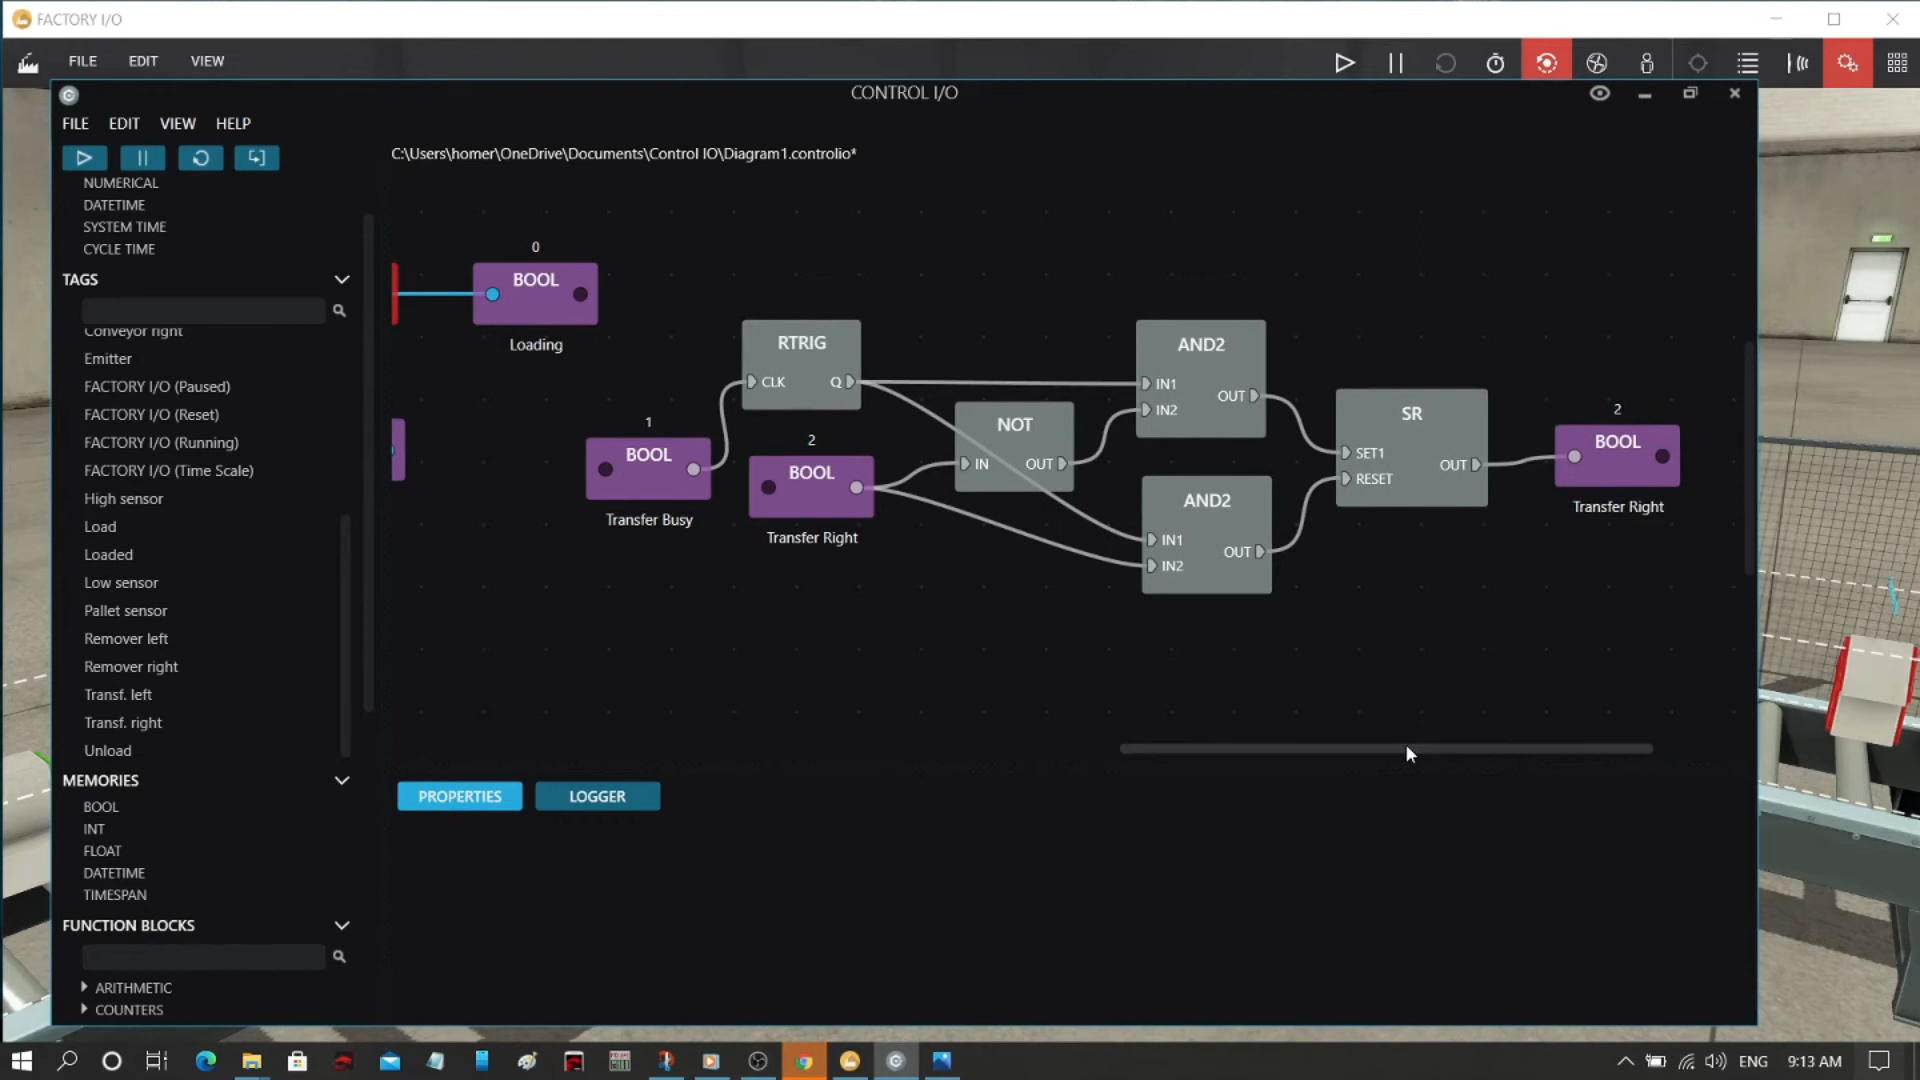 FACTORY I/O
FILE EDIT VIEW
CONTROL I/O
FILE EDIT VIEW HELP
C:\Users\homer\OneDrive\Documents\Control IO\Diagram1.controlio*
NUMERICAL
DATETIME
SYSTEM TIME
CYCLE TIME
TAGS
Conveyor right
Emitter
FACTORY I/O (Paused)
FACTORY I/O (Reset)
FACTORY I/O (Running)
FACTORY I/O (Time Scale)
High sensor
Load
Loaded
Low sensor
Pallet sensor
Remover left
Remover right
Transf. left
Transf. right
Unload
MEMORIES
BOOL
INT
FLOAT
DATETIME
TIMESPAN
FUNCTION BLOCKS
ARITHMETIC
COUNTERS
0
BOOL
Loading
1
BOOL
Transfer Busy
RTRIG
CLK Q
2
BOOL
Transfer Right
NOT
IN OUT
AND2
IN1
IN2
OUT
AND2
IN1
IN2
OUT
SR
SET1
RESET
OUT
2
BOOL
Transfer Right
PROPERTIES LOGGER
ENG 9:13 AM